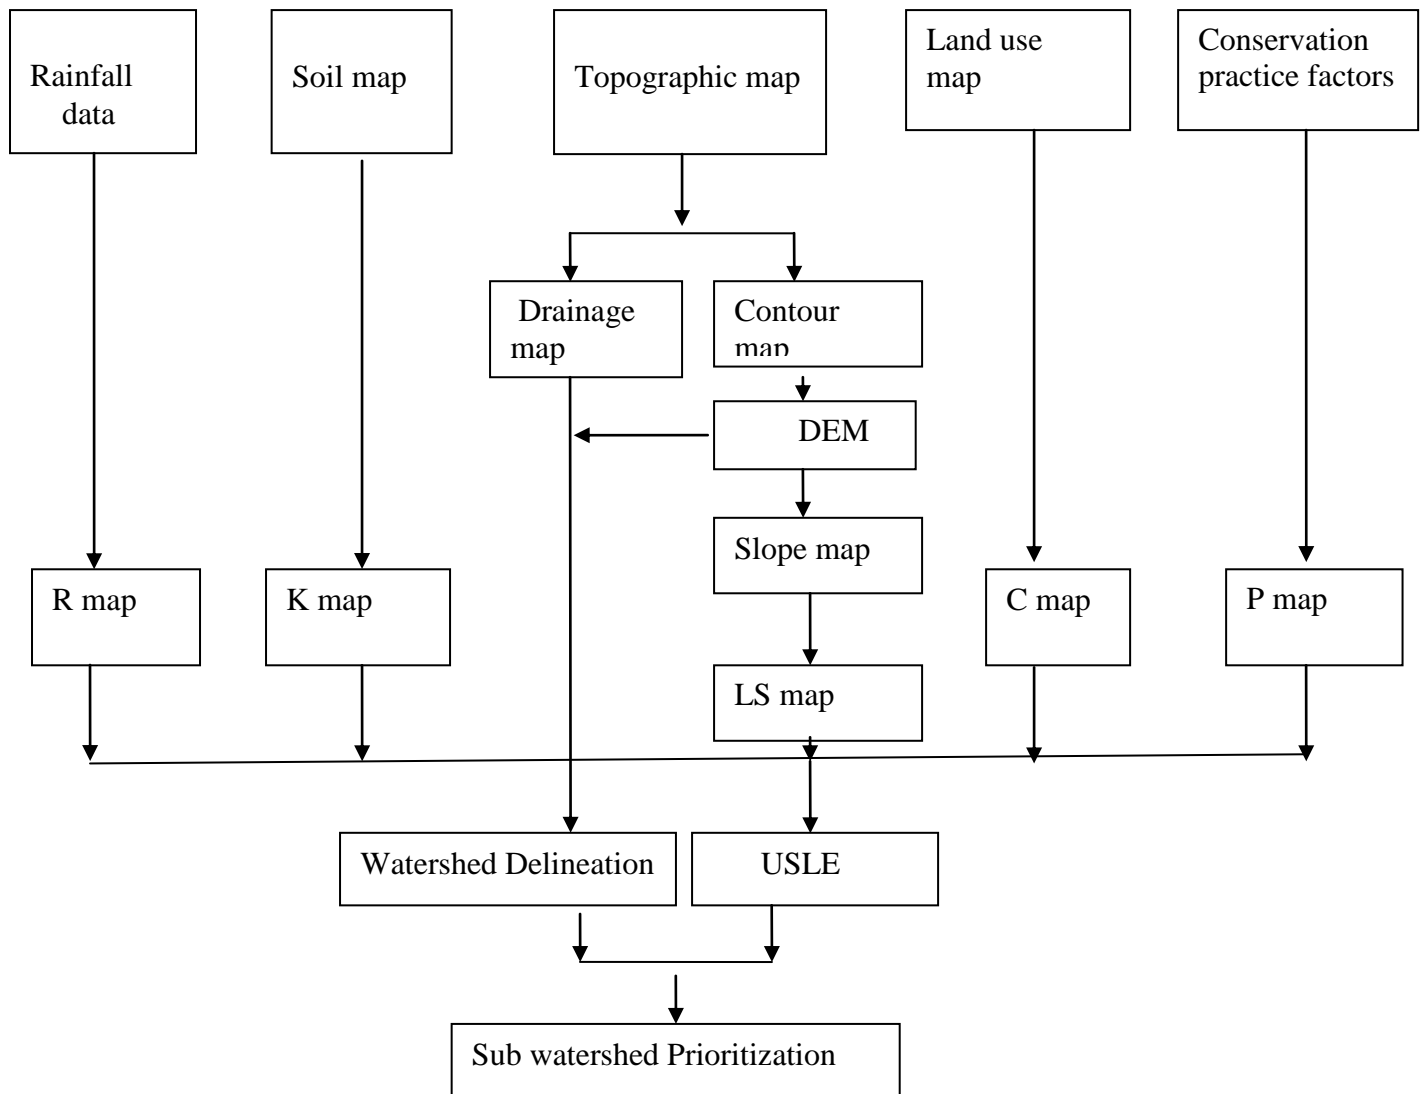 Rainfall
data
Soil map
Topographic map
Land use
map
Conservation
practice factors
Drainage
map
Contour
map
DEM
Slope map
R map
K map
C map
P map
LS map
Watershed Delineation
USLE
Sub watershed Prioritization